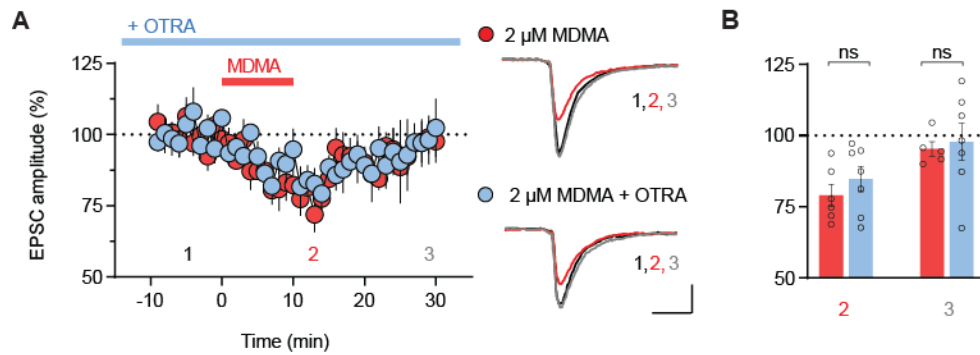 A
+ OTRA
MDMA
EPSC amplitude (%)
125
100
75
50
1
2
3
-10
0
10
20
30
Time (min)
2 µM MDMA
1, 2, 3
2 µM MDMA + OTRA
1, 2, 3
B
ns
ns
125
100
75
50
2
3